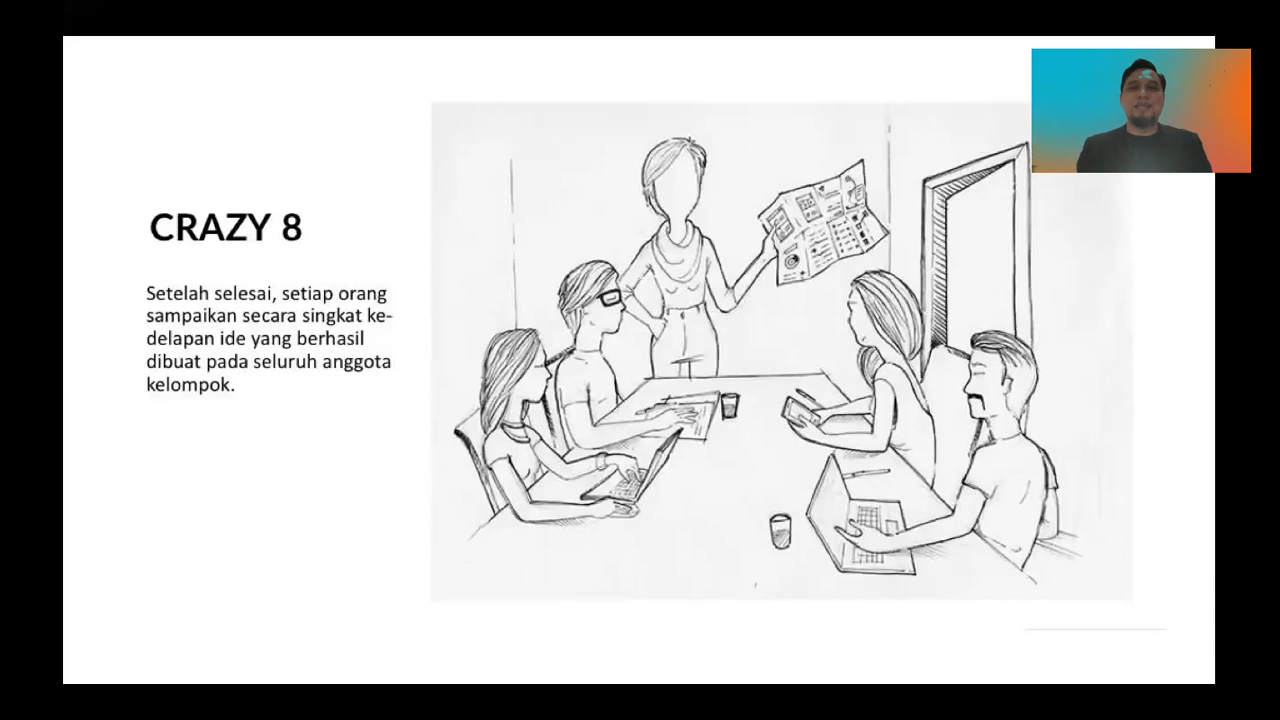 CRAZY 8
Setelah selesai, setiap orang
sampaikan secara singkat ke-
delapan ide yang berhasil
dibuat pada seluruh anggota
kelompok.